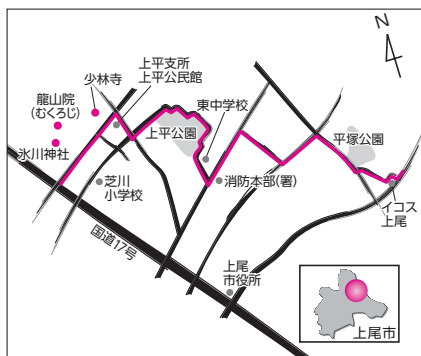 N
少林寺
上平支所
上平公民館
龍山院
(むくろじ)
東中学校
上平公園
平塚公園
氷川神社
芝川
小学校
消防本部(署)
イコス
上尾
国道17号
上尾
市役所
上尾市